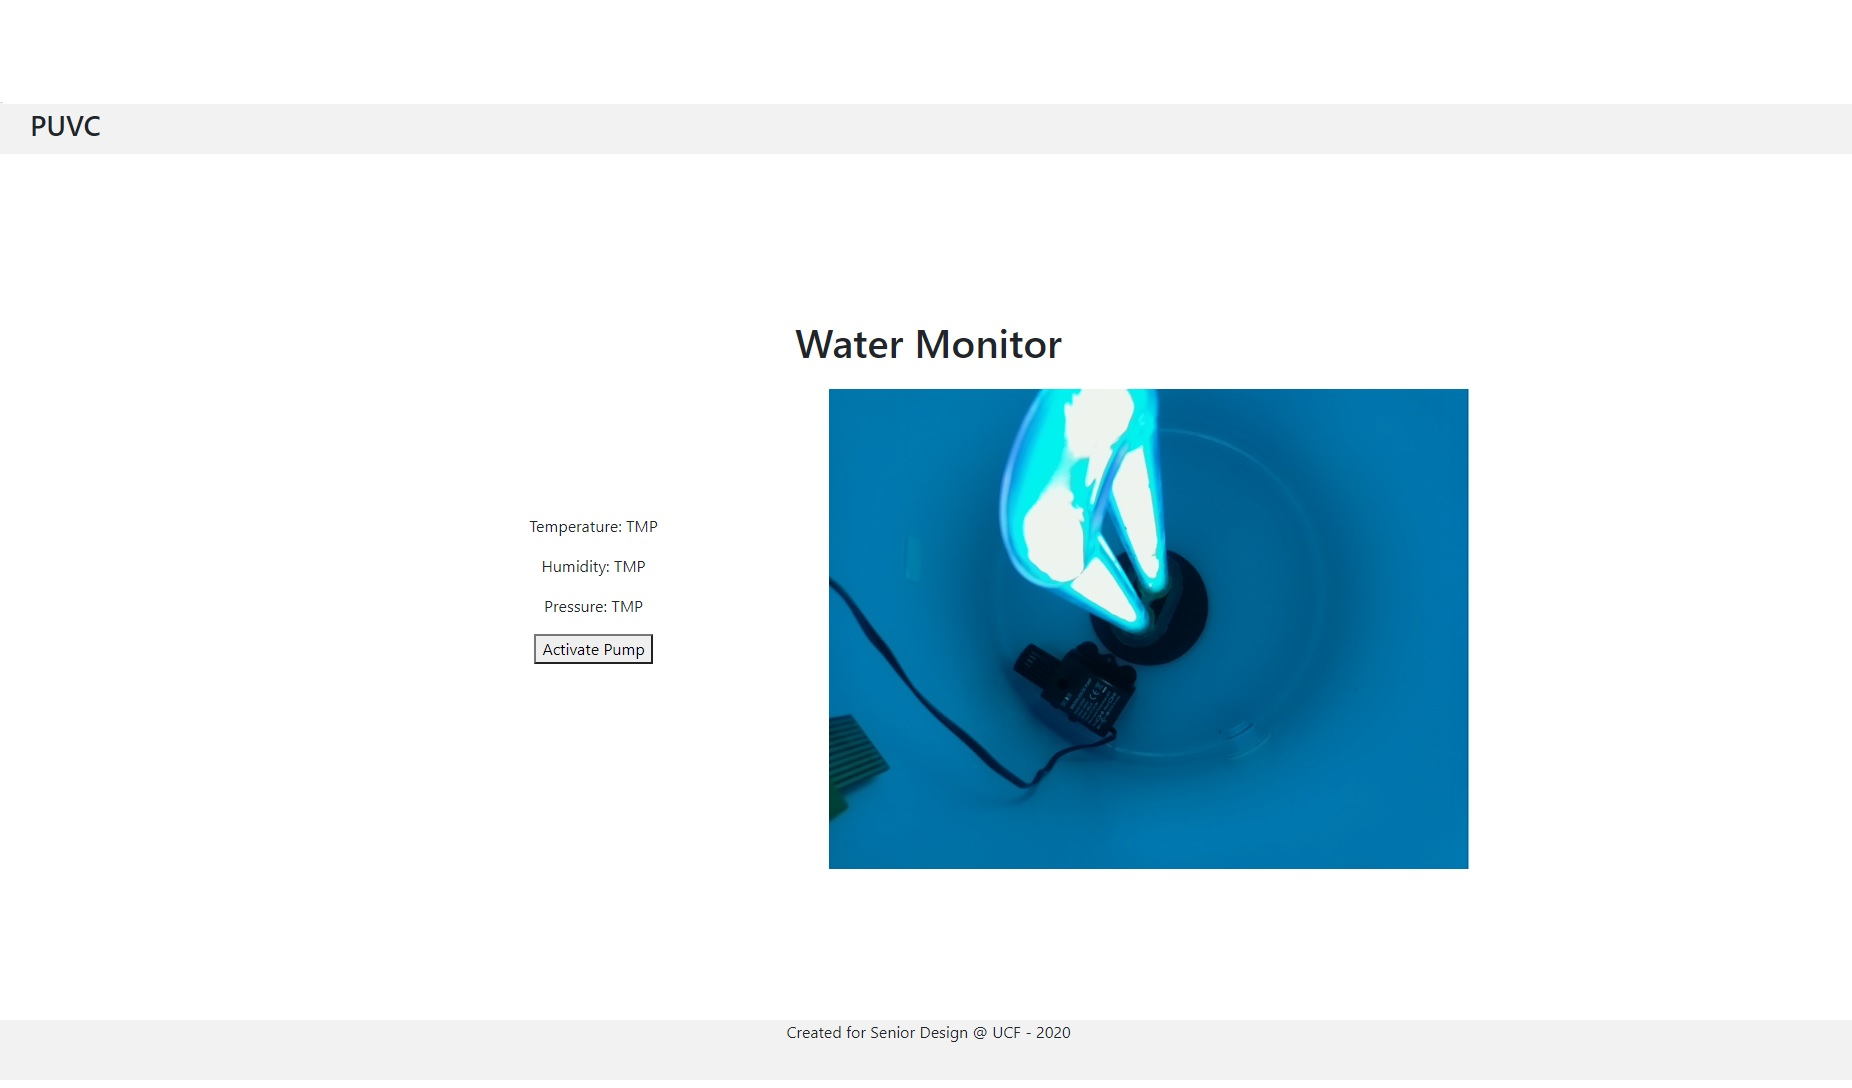 PUVC
Water Monitor
Temperature: TMP
Humidity: TMP
Pressure: TMP
Activate Pump
Created for Senior Design @ UCF - 2020